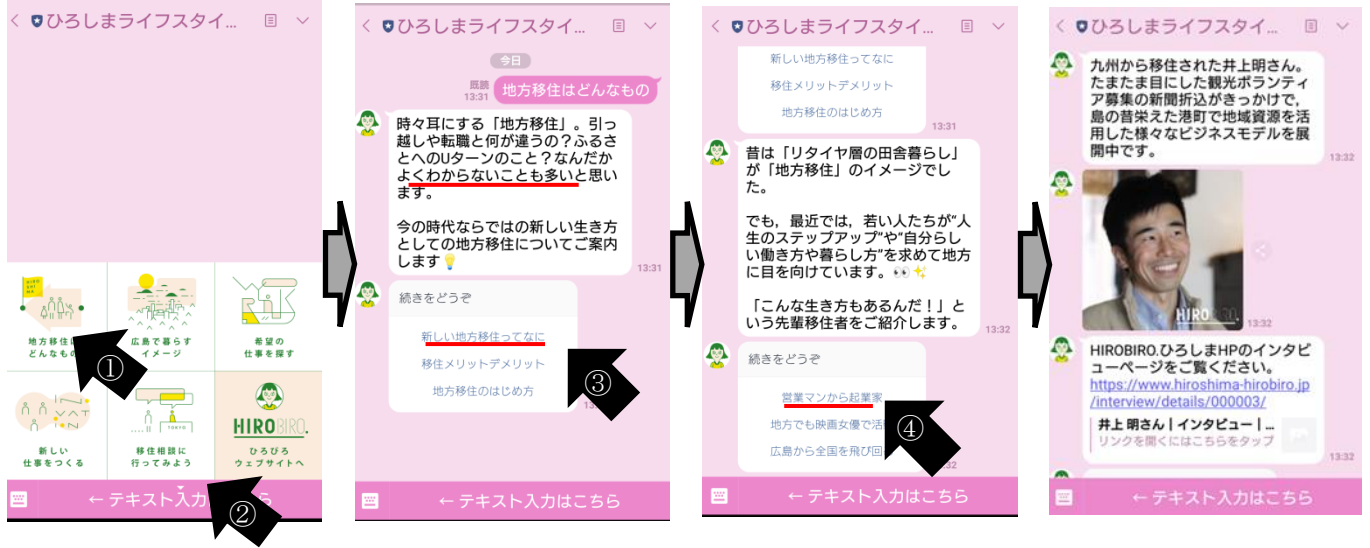 ひろしまライフスタイ...
HIRO
BIRO
地方移住は
どんなもの
広島で暮らす
イメージ
希望の
仕事を探す
①
新しい
仕事をつくる
移住相談に
行ってみよう
TOKYO
HIROBIRO.
ひろびろ
ウェブサイトへ
← テキスト入力はこちら
②
ひろしまライフスタイ...
今日
既読
13:31
地方移住はどんなもの
時々耳にする「地方移住」。引っ
越しや転職と何が違うの？ふるさ
とへのUターンのこと？なんだか
よくわからないことも多いと思い
ます。
今の時代ならではの新しい生き方
としての地方移住についてご案内
します💡
13:31
続きをどうぞ
新しい地方移住ってなに
移住メリットデメリット
地方移住のはじめ方
③
← テキスト入力はこちら
ひろしまライフスタイ...
新しい地方移住ってなに
移住メリットデメリット
地方移住のはじめ方
13:31
昔は「リタイヤ層の田舎暮らし」
が「地方移住」のイメージでし
た。
でも，最近では，若い人たちが“人
生のステップアップ”や“自分らし
い働き方や暮らし方”を求めて地方
に目を向けています。👀✨
「こんな生き方もあるんだ！」と
いう先輩移住者をご紹介します。
13:32
続きをどうぞ
営業マンから起業家
地方でも映画女優で活
広島から全国を飛び回
④
← テキスト入力はこちら
ひろしまライフスタイ...
九州から移住された井上明さん。
たまたま目にした観光ボランティ
ア募集の新聞折込がきっかけで，
島の昔栄えた港町で地域資源を活
用した様々なビジネスモデルを展
開中です。
13:32
HIROBIRO.
13:32
HIROBIRO.ひろしまHPのインタビ
ューページをご覧ください。
https://www.hiroshima-hirobiro.jp
/interview/details/000003/
井上 明さん | インタビュー | ...
リンクを開くにはこちらをタップ
13:32
← テキスト入力はこちら